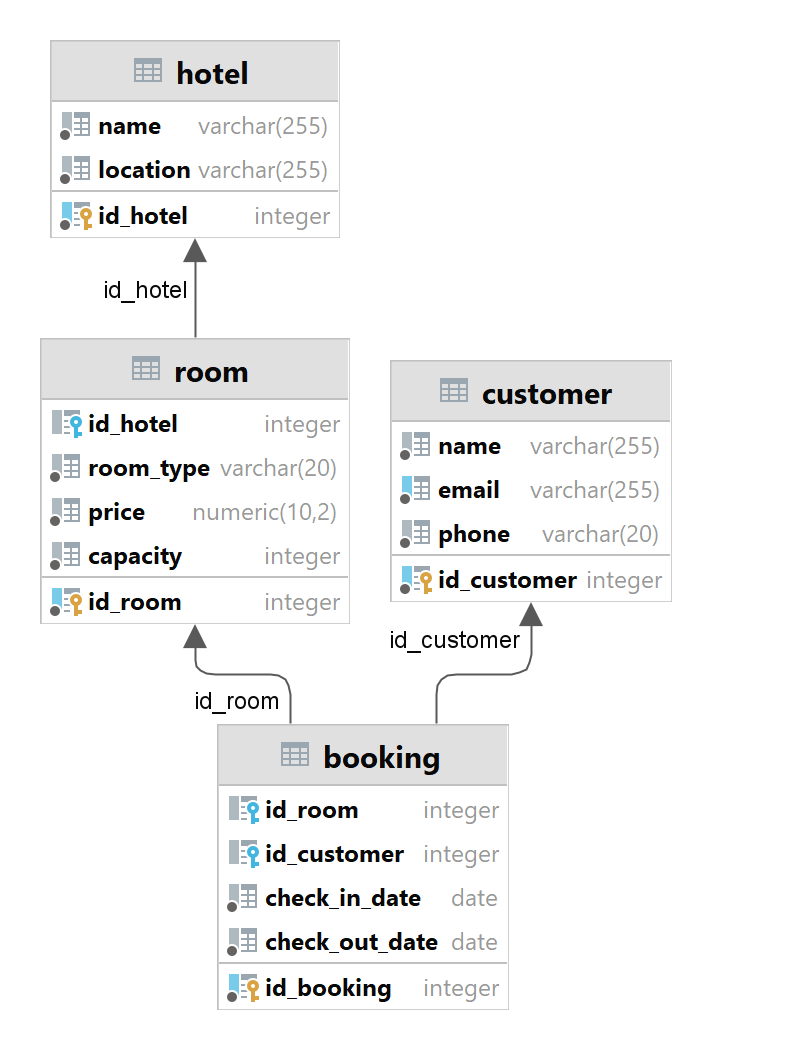 hotel
name varchar(255)
location varchar(255)
id_hotel integer
id_hotel
room
id_hotel integer
room_type varchar(20)
price numeric(10,2)
capacity integer
id_room integer
customer
name varchar(255)
email varchar(255)
phone varchar(20)
id_customer integer
id_customer
id_room
booking
id_room integer
id_customer integer
check_in_date date
check_out_date date
id_booking integer